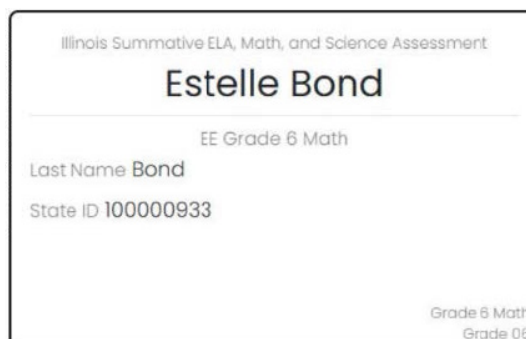 Illinois Summative ELA, Math, and Science Assessment
Estelle Bond
EE Grade 6 Math
Last Name Bond
State ID 100000933
Grade 6 Math
Grade 06